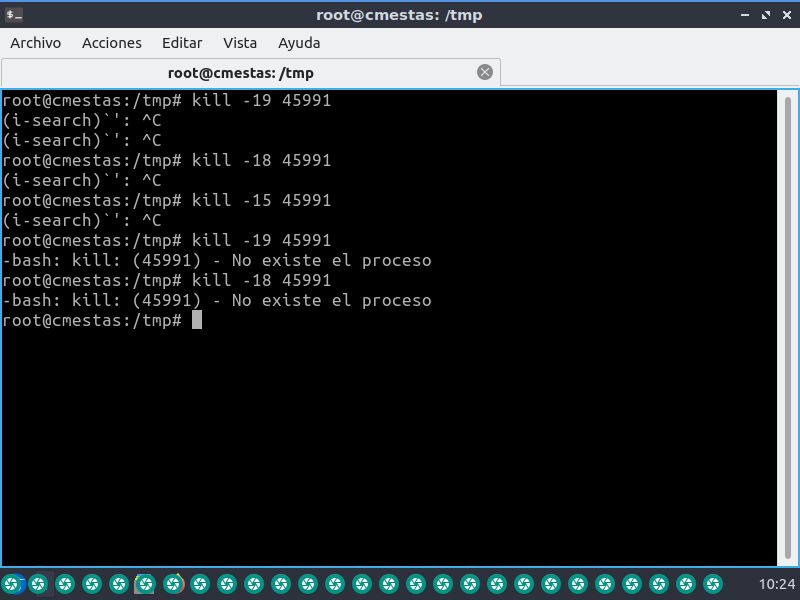 root@cmestas: /tmp
Archivo Acciones Editar Vista Ayuda
root@cmestas: /tmp
root@cmestas:/tmp# kill -19 45991
(i-search)`': ^C
(i-search)`': ^C
root@cmestas:/tmp# kill -18 45991
(i-search)`': ^C
root@cmestas:/tmp# kill -15 45991
(i-search)`': ^C
root@cmestas:/tmp# kill -19 45991
-bash: kill: (45991) - No existe el proceso
root@cmestas:/tmp# kill -18 45991
-bash: kill: (45991) - No existe el proceso
root@cmestas:/tmp#
10:24